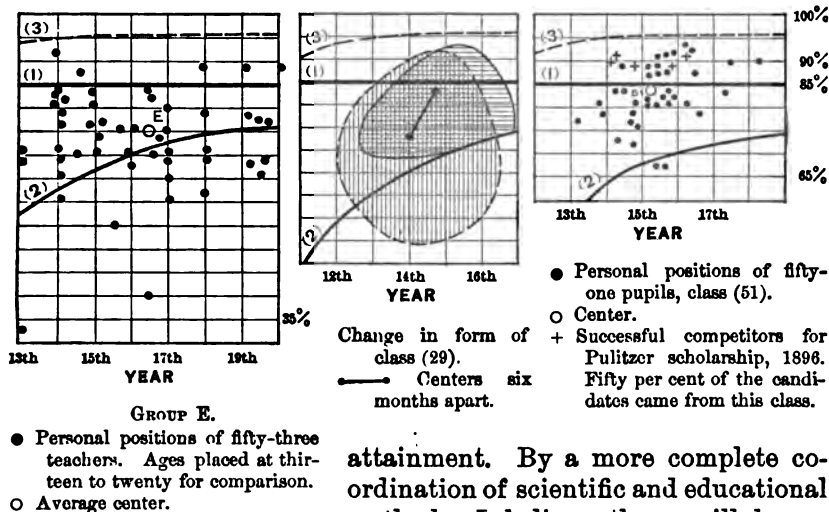 (3)
(1)
E
(2)
35%
13th 15th 17th 19th
YEAR
GROUP E.
● Personal positions of fifty-three
teachers. Ages placed at thir-
teen to twenty for comparison.
○ Average center.
(3)
(1)
(2)
12th 14th 16th
YEAR
Change in form of
class (29).
Centers six
months apart.
100%
(3)
90%
(1)
85%
51
(2)
65%
13th 15th 17th
YEAR
● Personal positions of fifty-
one pupils, class (51).
○ Center.
+ Successful competitors for
Pulitzer scholarship, 1896.
Fifty per cent of the candi-
dates came from this class.
attainment. By a more complete co-
ordination of scientific and educational